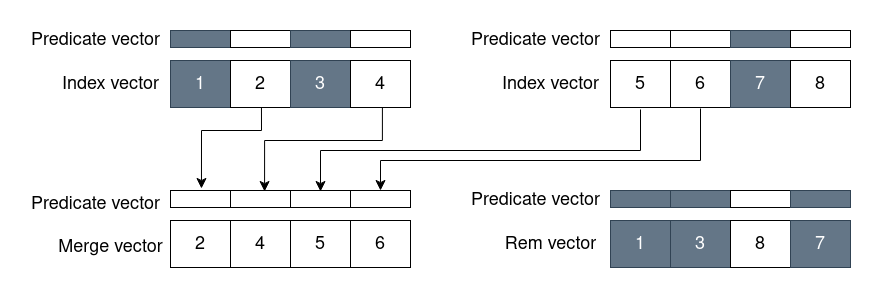 Predicate vector Predicate vector
Index vector 1 2 3 4 Index vector 5 6 7 8
Predicate vector Predicate vector
Merge vector 2 4 5 6 Rem vector 1 3 8 7